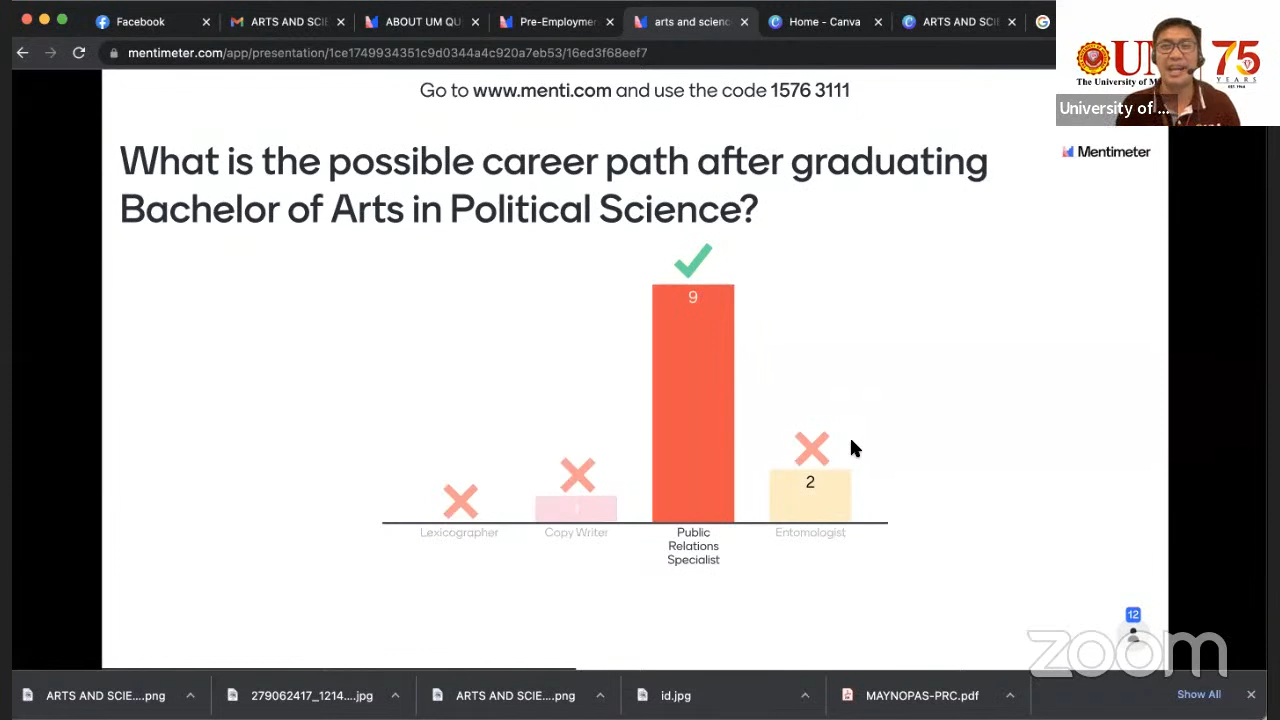 Facebook
ARTS AND SCIE
ABOUT UM QU
Pre-Employmer
arts and science
Home - Canva
ARTS AND SCIE
mentimeter.com/app/presentation/1ce1749934351c9d0344a4c920a7eb53/16ed3f68eef7
75
YEARS
The University of M
University of ...
Go to www.menti.com and use the code 1576 3111
Mentimeter
What is the possible career path after graduating
Bachelor of Arts in Political Science?
9
1
2
Lexicographer
Copy Writer
Public
Relations
Specialist
Entomologist
12
zoom
ARTS AND SCIE....png
279062417_1214....jpg
ARTS AND SCIE....png
id.jpg
MAYNOPAS-PRC.pdf
Show All